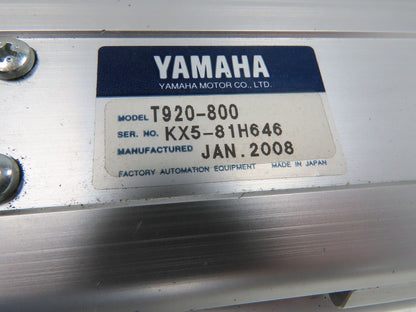 YAMAHA
YAMAHA MOTOR CO., LTD.
MODEL T920-800
SER. NO. KX5-81H646
MANUFACTURED JAN. 2008
FACTORY AUTOMATION EQUIPMENT MADE IN JAPAN